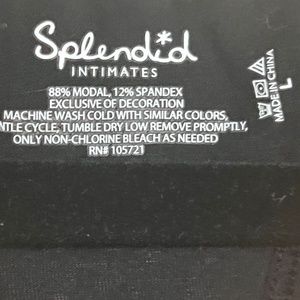 Splendid
INTIMATES
88% MODAL, 12% SPANDEX
EXCLUSIVE OF DECORATION
MACHINE WASH COLD WITH SIMILAR COLORS,
NTLE CYCLE, TUMBLE DRY LOW REMOVE PROMPTLY,
ONLY NON-CHLORINE BLEACH AS NEEDED
RN# 105721
MADE IN CHINA
L